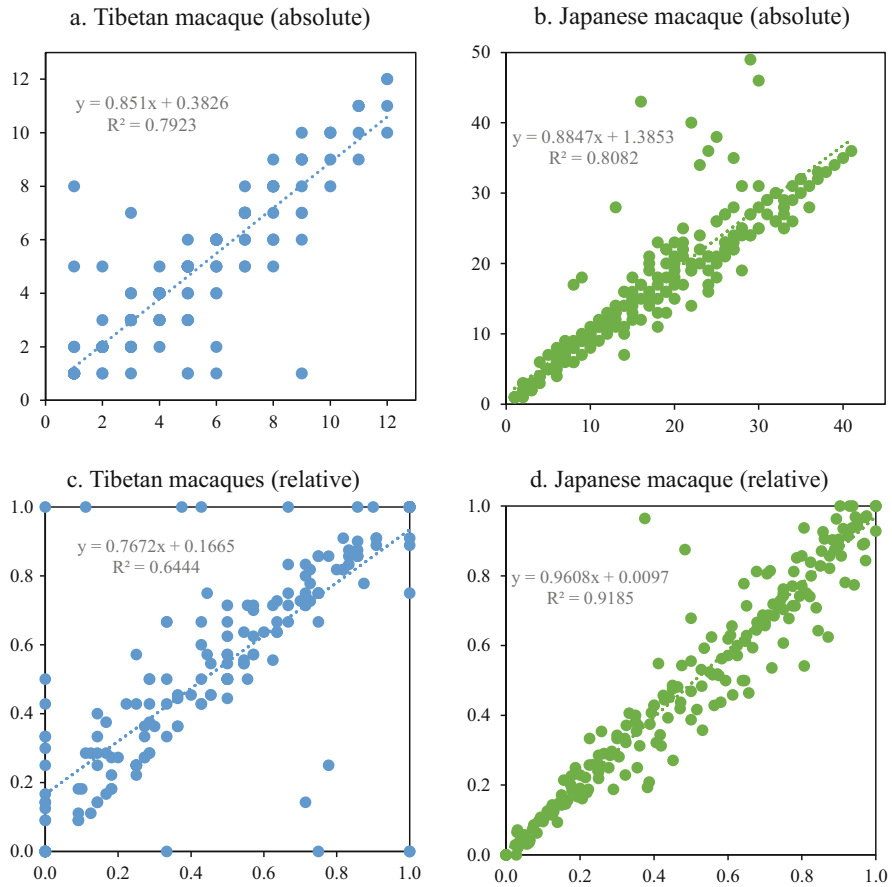 a. Tibetan macaque (absolute)
12
10
8
6
4
2
0
y = 0.851x + 0.3826
R² = 0.7923
0 2 4 6 8 10 12
b. Japanese macaque (absolute)
50
40
30
20
10
0
y = 0.8847x + 1.3853
R² = 0.8082
0 10 20 30 40
c. Tibetan macaques (relative)
1.0
0.8
0.6
0.4
0.2
0.0
y = 0.7672x + 0.1665
R² = 0.6444
0.0 0.2 0.4 0.6 0.8 1.0
d. Japanese macaque (relative)
1.0
0.8
0.6
0.4
0.2
0.0
y = 0.9608x + 0.0097
R² = 0.9185
0.0 0.2 0.4 0.6 0.8 1.0